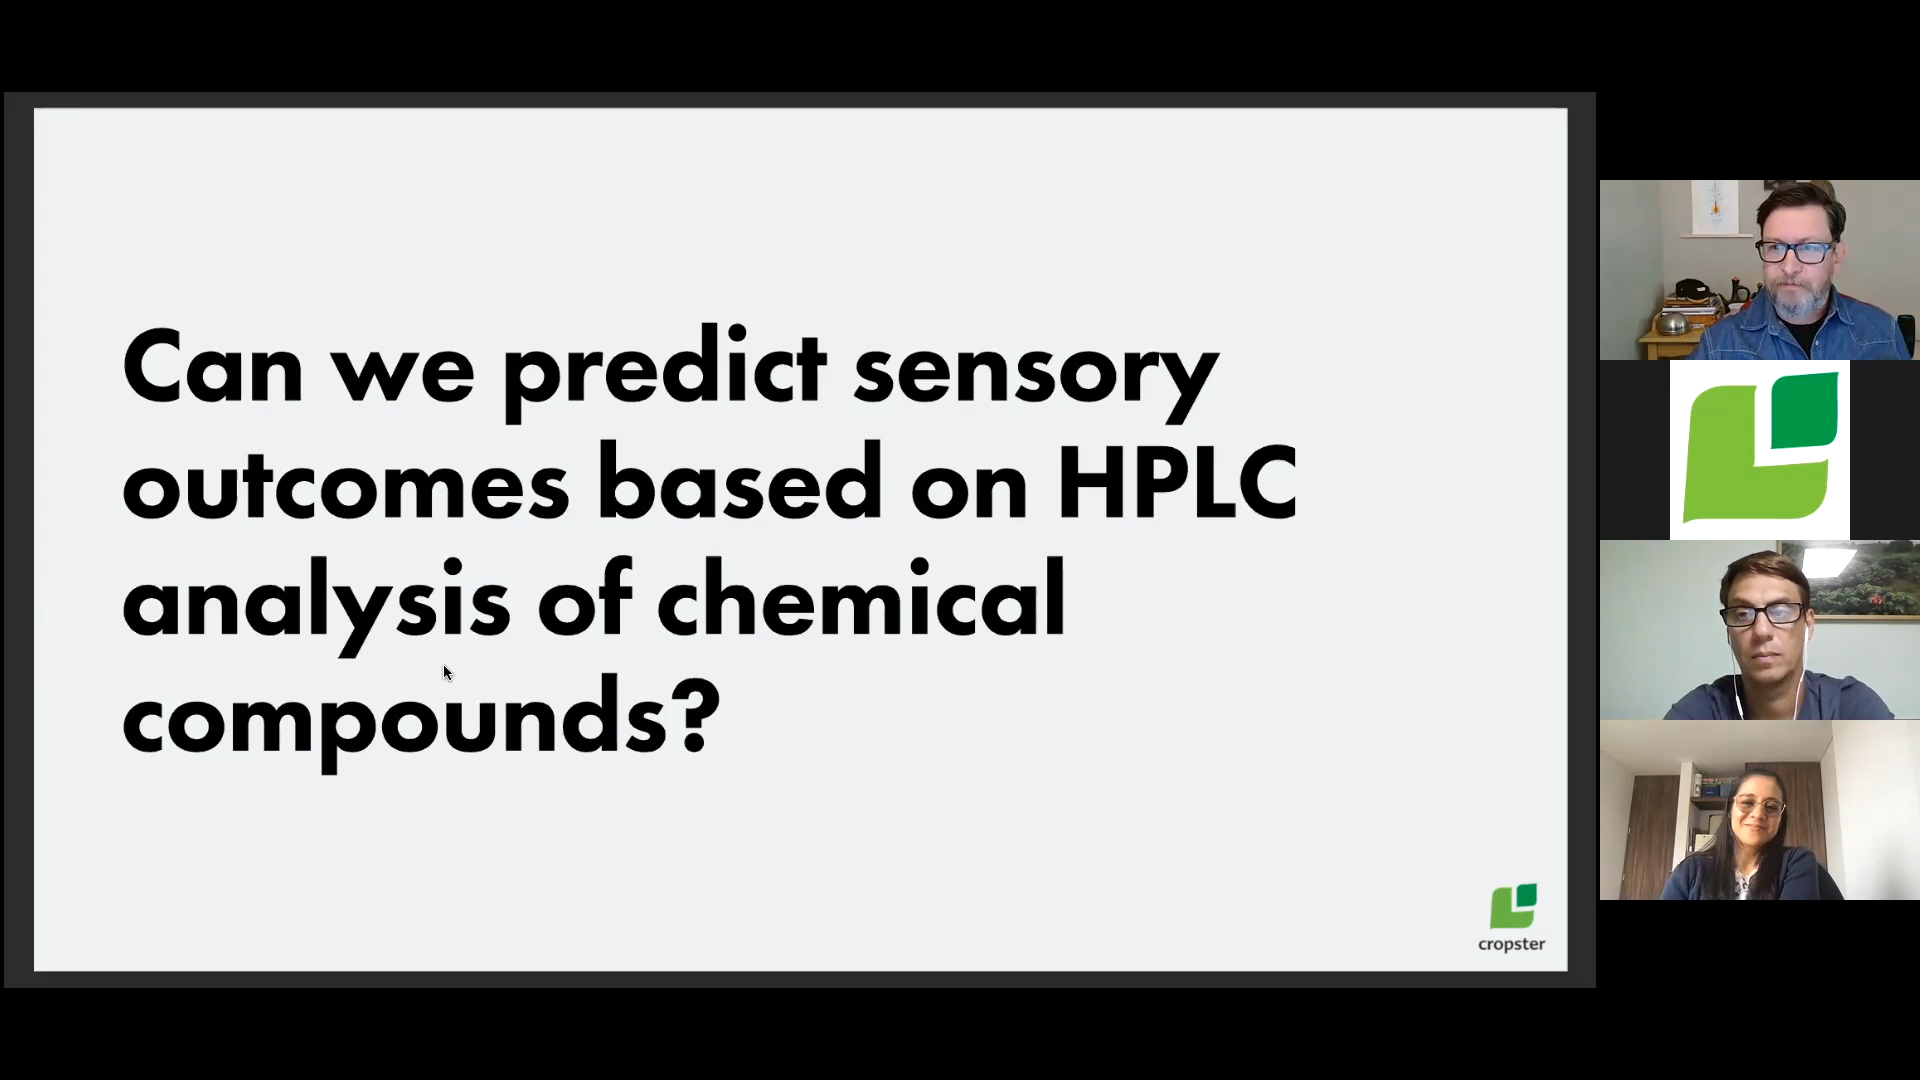 Can we predict sensory
outcomes based on HPLC
analysis of chemical
compounds?
cropster